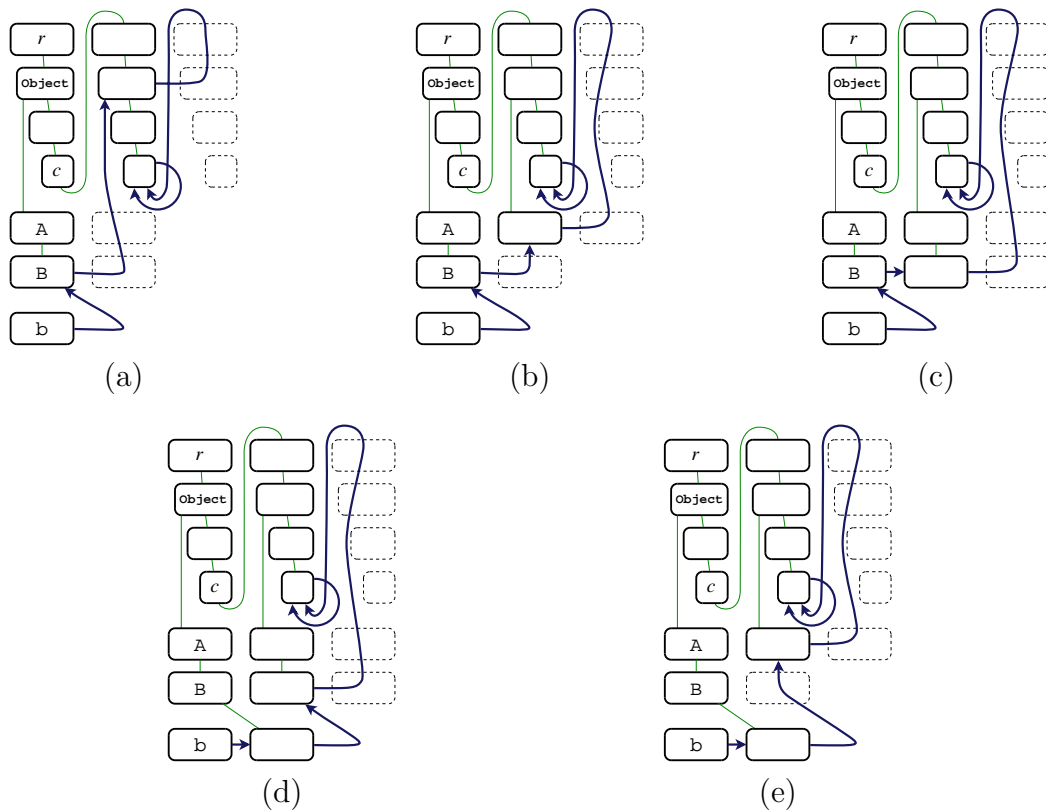 r r r
Object Object Object
c c c
A A A
B B B
b b b
(a) (b) (c)
r r
Object Object
c c
A A
B B
b b
(d) (e)